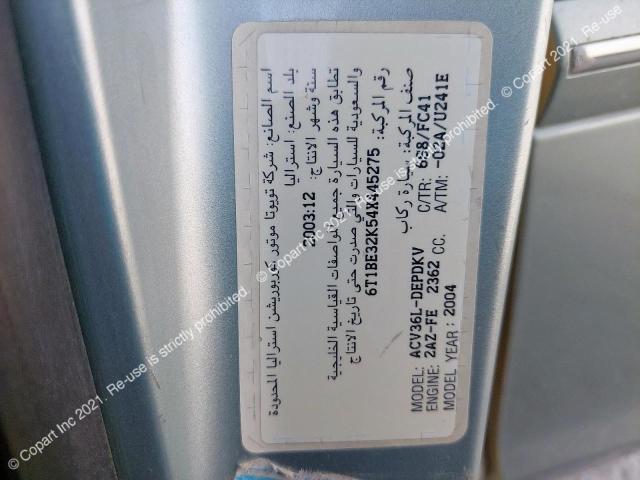 اسم الصانع: شركة تويوتا موتور كوربوريشن استراليا المحدودة
بلد الصنع: استراليا
سنة وشهر الانتاج: 2003:12
تطابق هذه السيارة جميع المواصفات القياسية الخليجية
والسعودية للسيارات والتي صدرت حتى تاريخ الانتاج
رقم المركبة: 6T1BE32K54X445275
صنف المركبة: سيارة ركاب
MODEL: ACV36L-DEPDKV C/TR: 6S8/FC41
ENGINE: 2AZ-FE 2362 CC. A/TM: -02A/U241E
MODEL YEAR: 2004
© Copart Inc 2021. Re-use is strictly prohibited.
© Copart Inc 2021. Re-use is strictly prohibited.
© Copart Inc 2021. Re-use